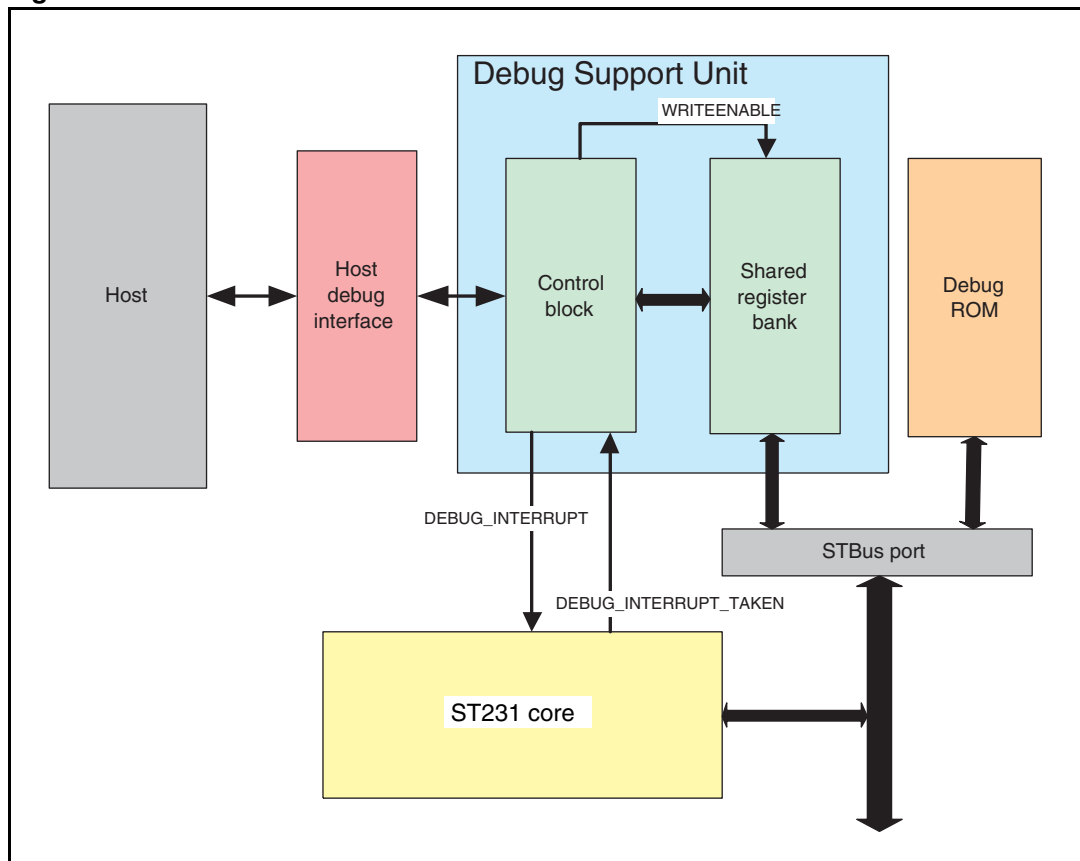 Debug Support Unit
WRITEENABLE
Host
Host
debug
interface
Control
block
Shared
register
bank
Debug
ROM
DEBUG_INTERRUPT
STBus port
DEBUG_INTERRUPT_TAKEN
ST231 core